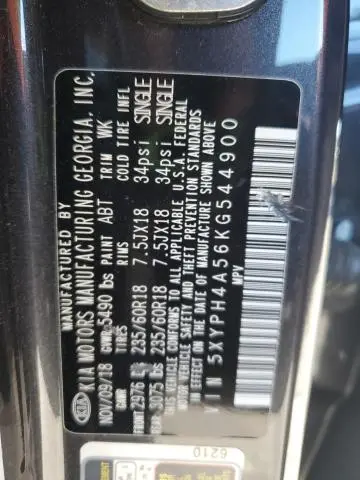 KIA MANUFACTURED BY
KIA MOTORS MANUFACTURING GEORGIA, INC.
NOV/09/18 GVWR 5490 lbs PAINT ABT TRIM WK
GAWR TIRES RIMS COLD TIRE INFL
FRONT 2976 lbs 235/60R18 7.5JX18 34psi SINGLE
REAR 3075 lbs 235/60R18 7.5JX18 34psi SINGLE
THIS VEHICLE CONFORMS TO ALL APPLICABLE U.S.A. FEDERAL
MOTOR VEHICLE SAFETY AND THEFT PREVENTION STANDARDS
IN EFFECT ON THE DATE OF MANUFACTURE SHOWN ABOVE
V I N 5XYPH4A56KG544900
MPV
6210